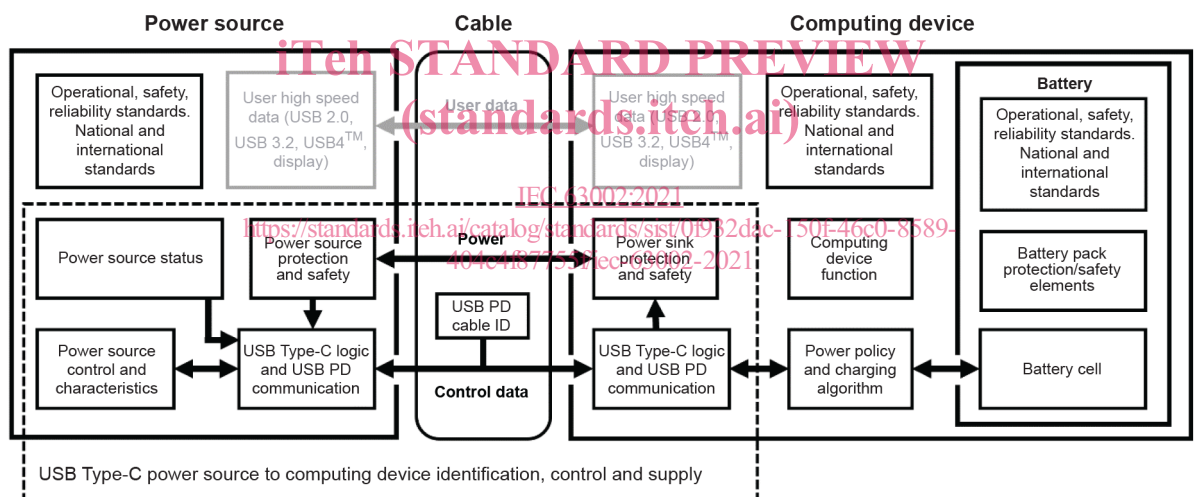 Power source
Cable
Computing device
iTeh STANDARD PREVIEW
(standards.iteh.ai)
Operational, safety,
reliability standards.
National and
international
standards
User high speed
data (USB 2.0,
USB 3.2, USB4™,
display)
User data
User high speed
data (USB 2.0,
USB 3.2, USB4™,
display)
Operational, safety,
reliability standards.
National and
international
standards
Battery
Operational, safety,
reliability standards.
National and
international
standards
IEC 63002:2021
https://standards.iteh.ai/catalog/standards/sist/0f932dac-150f-46c0-8589-
404c4f87753f/iec-63002-2021
Power source status
Power source
protection
and safety
Power
Power sink
protection
and safety
Computing
device
function
Battery pack
protection/safety
elements
USB PD
cable ID
Power source
control and
characteristics
USB Type-C logic
and USB PD
communication
Control data
USB Type-C logic
and USB PD
communication
Power policy
and charging
algorithm
Battery cell
USB Type-C power source to computing device identification, control and supply